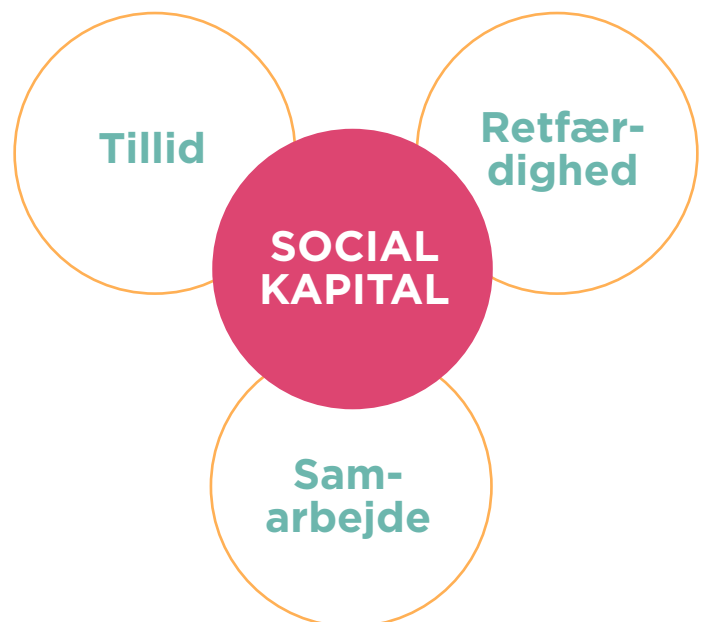 Tillid
Retfær-
dighed
SOCIAL
KAPITAL
Sam-
arbejde